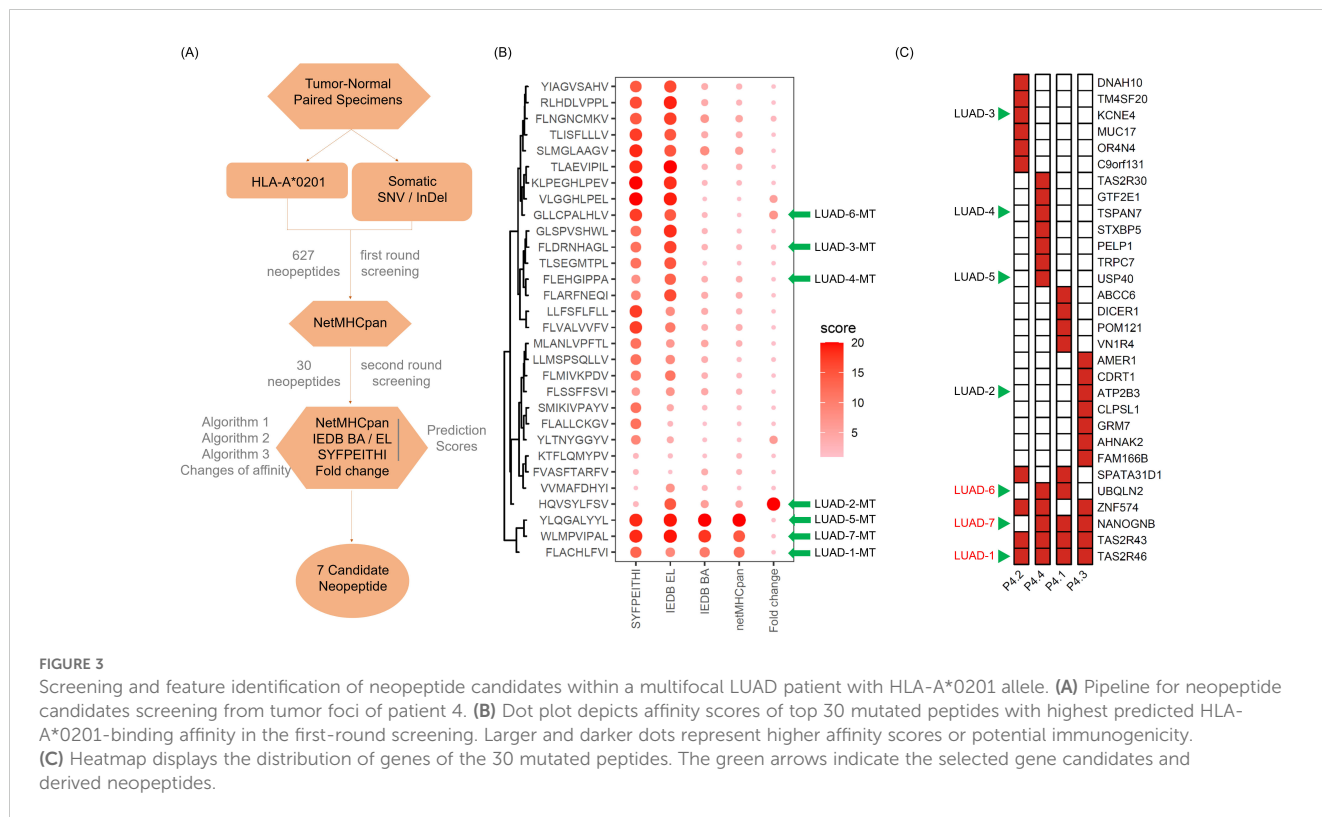 (A)
Tumor-Normal
Paired Specimens
HLA-A*0201
Somatic
SNV / InDel
627
neopeptides
first round
screening
NetMHCpan
30
neopeptides
second round
screening
Algorithm 1
Algorithm 2
Algorithm 3
Changes of affinity
NetMHCpan
IEDB BA / EL
SYFPEITHI
Fold change
Prediction
Scores
7 Candidate
Neopeptide
(B)
YIAGVSAHV
RLHDLVPPL
FLNGNCMKV
TLISFLLLV
SLMGLAAGV
TLAEVIPIL
KLPEGHLPEV
VLGGHLPEL
GLLCPALHLV
GLSPVSHWL
FLDRNHAGL
TLSEGMTPL
FLEHGIPPA
FLARFNEQI
LLFSFLFLL
FLVALVVFV
MLANLVPFTL
LLMSPSQLLV
FLMIVKPDV
FLSSFFSVI
SMIKIVPAYV
FLALLCKGV
YLTNYGGYV
KTFLQMYPV
FVASFTARFV
VVMAFDHYI
HQVSYLFSV
YLQGALYYL
WLMPVIPAL
FLACHLFVI
LUAD-6-MT
LUAD-3-MT
LUAD-4-MT
LUAD-2-MT
LUAD-5-MT
LUAD-7-MT
LUAD-1-MT
score
20
15
10
5
SYFPEITHI
IEDB EL
IEDB BA
netMHCpan
Fold change
(C)
LUAD-3
LUAD-4
LUAD-5
LUAD-2
LUAD-6
LUAD-7
LUAD-1
DNAH10
TM4SF20
KCNE4
MUC17
OR4N4
C9orf131
TAS2R30
GTF2E1
TSPAN7
STXBP5
PELP1
TRPC7
USP40
ABCC6
DICER1
POM121
VN1R4
AMER1
CDRT1
ATP2B3
CLPSL1
GRM7
AHNAK2
FAM166B
SPATA31D1
UBQLN2
ZNF574
NANOGNB
TAS2R43
TAS2R46
P4.2
P4.4
P4.1
P4.3
FIGURE 3
Screening and feature identification of neopeptide candidates within a multifocal LUAD patient with HLA-A*0201 allele. (A) Pipeline for neopeptide
candidates screening from tumor foci of patient 4. (B) Dot plot depicts affinity scores of top 30 mutated peptides with highest predicted HLA-
A*0201-binding affinity in the first-round screening. Larger and darker dots represent higher affinity scores or potential immunogenicity.
(C) Heatmap displays the distribution of genes of the 30 mutated peptides. The green arrows indicate the selected gene candidates and
derived neopeptides.